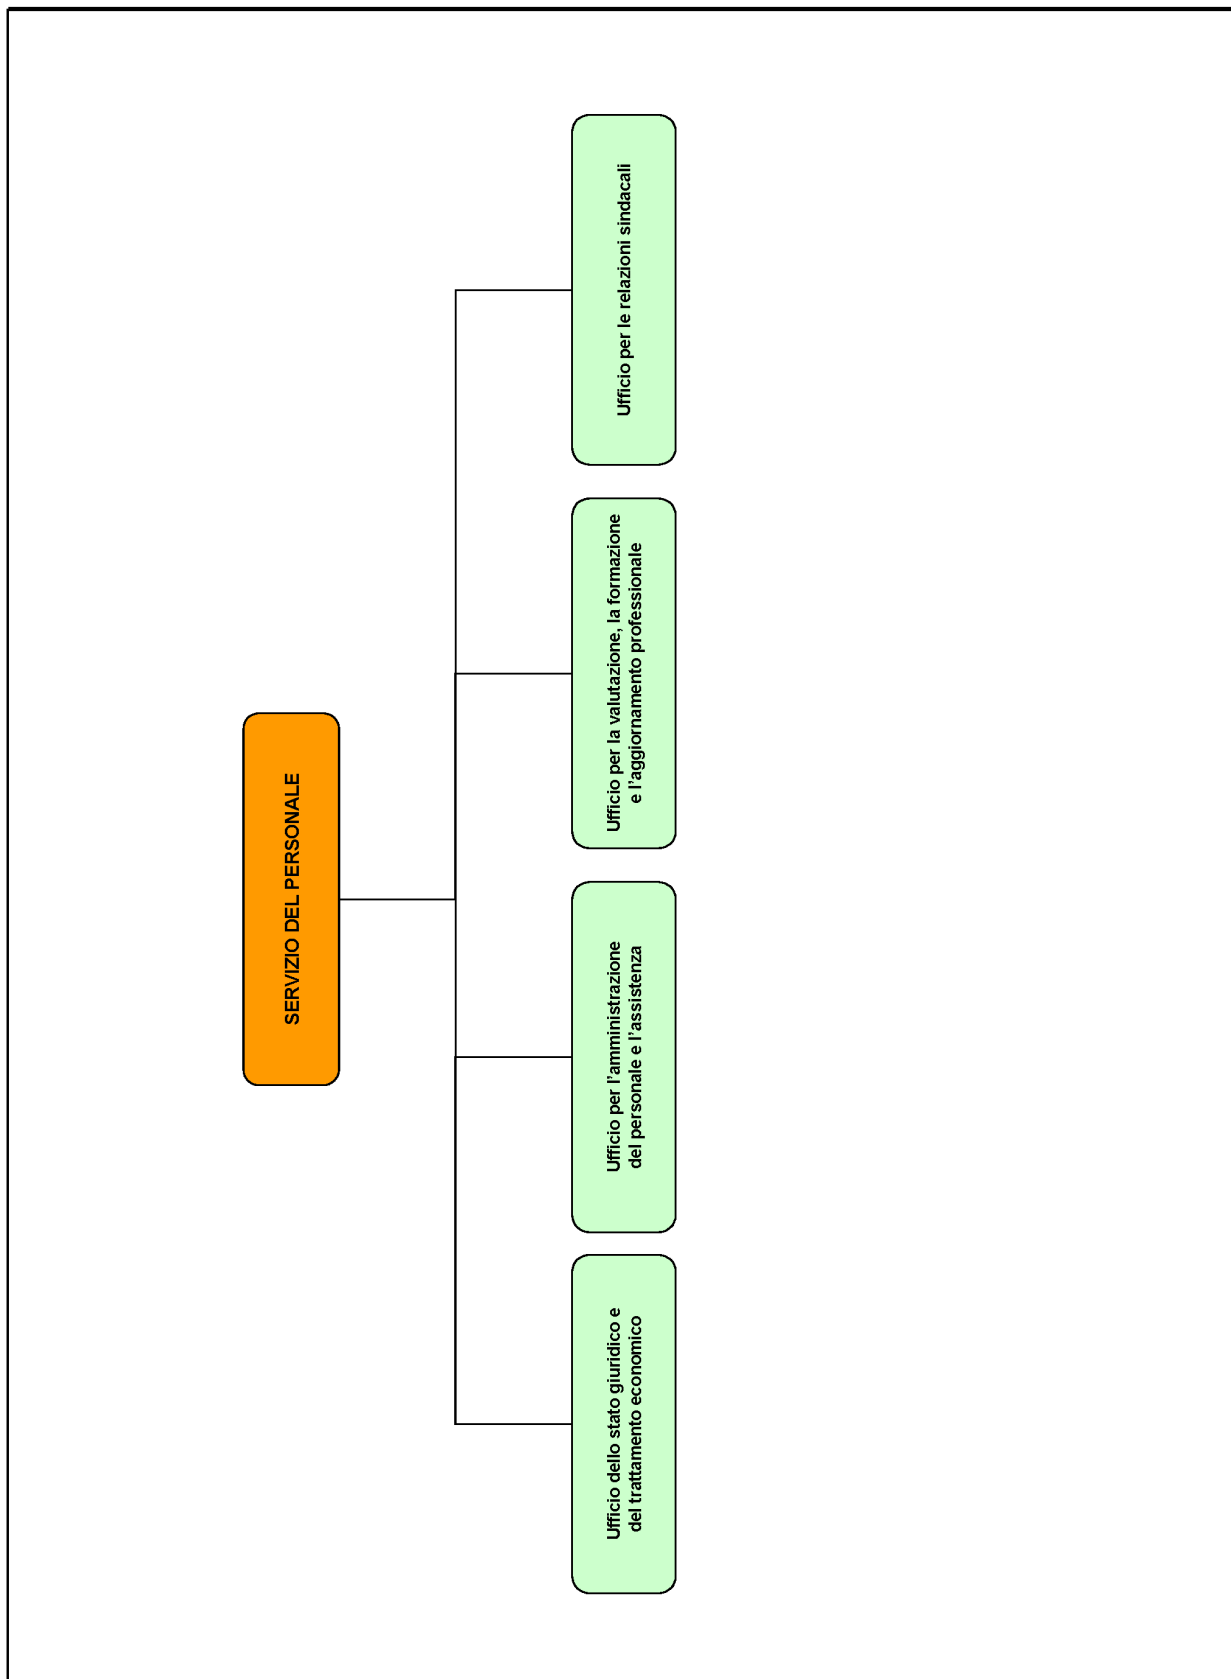 SERVIZIO DEL PERSONALE
Ufficio dello stato giuridico e
del trattamento economico
Ufficio per l'amministrazione
del personale e l'assistenza
Ufficio per la valutazione, la formazione
e l'aggiornamento professionale
Ufficio per le relazioni sindacali